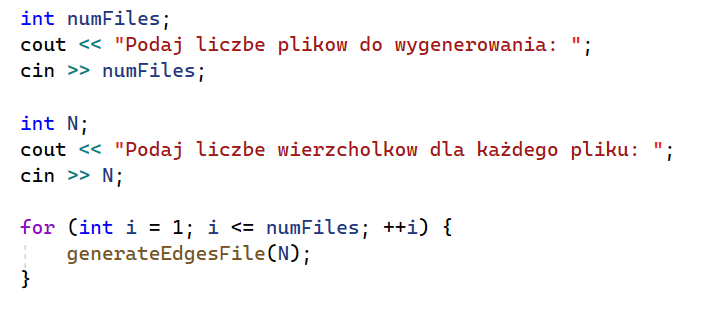 int numFiles;
cout << "Podaj liczbe plikow do wygenerowania: ";
cin >> numFiles;
int N;
cout << "Podaj liczbe wierzcholkow dla każdego pliku: ";
cin >> N;
for (int i = 1; i <= numFiles; ++i) {
    generateEdgesFile(N);
}